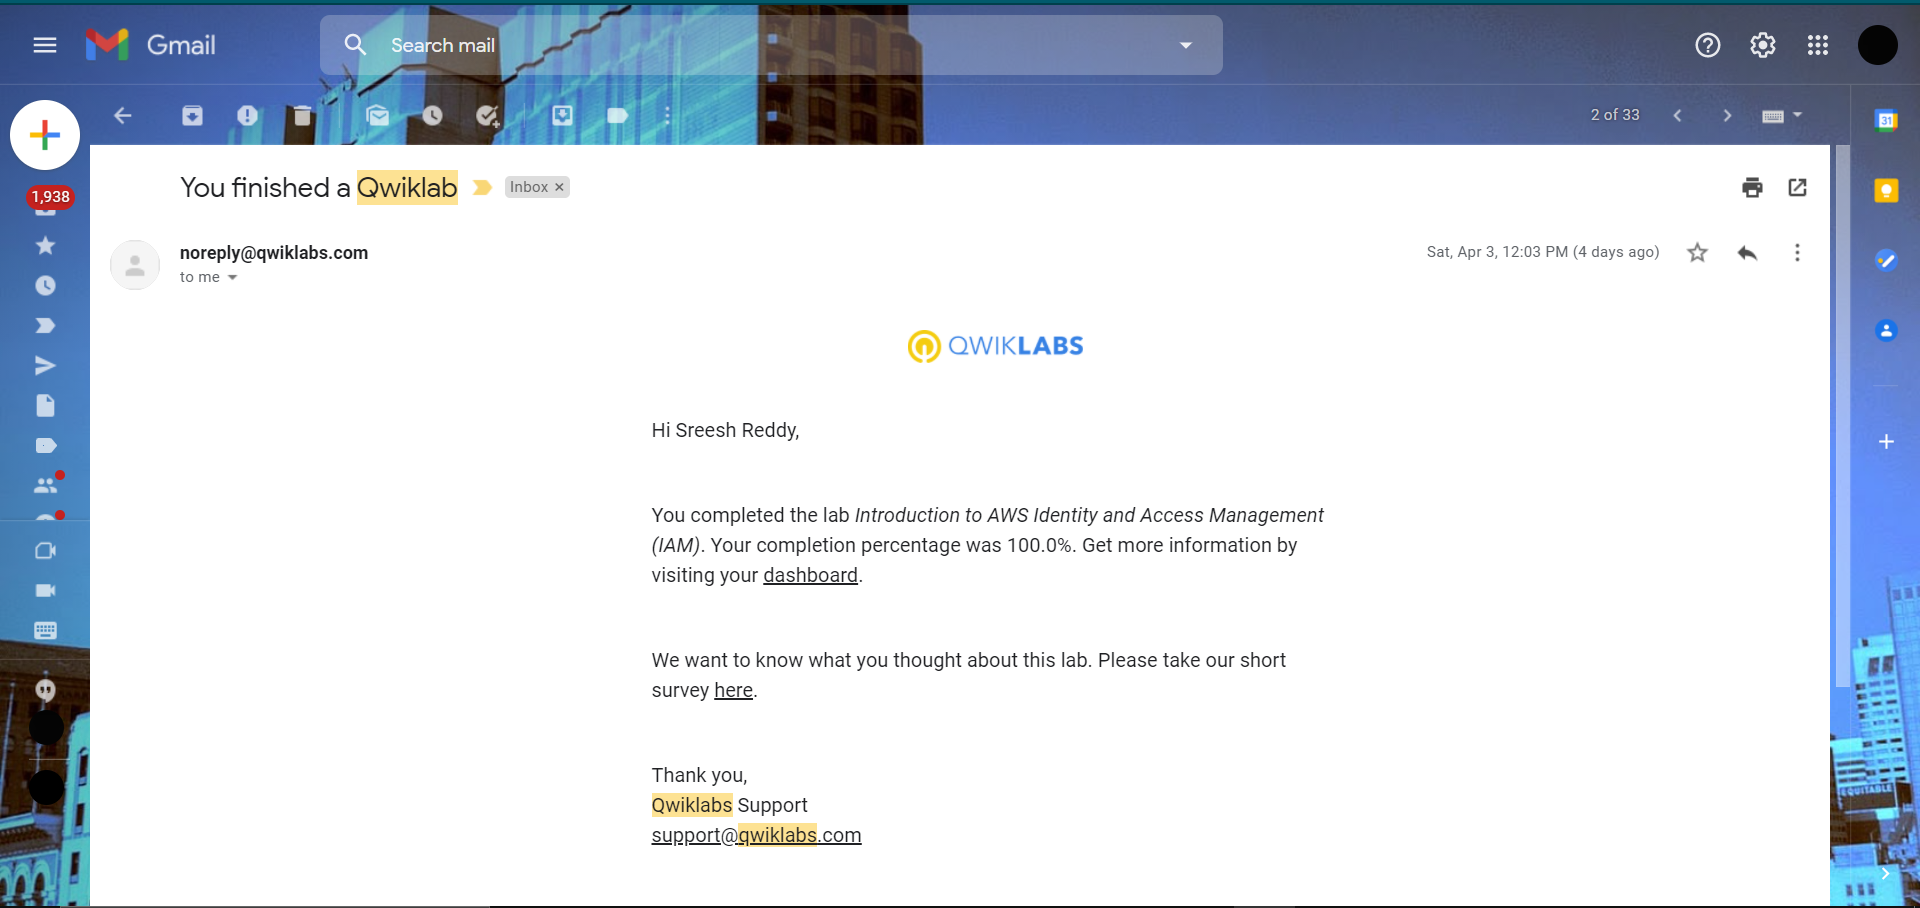 Gmail
Search mail
2 of 33
31
1,938
You finished a Qwiklab
Inbox ×
noreply@qwiklabs.com
Sat, Apr 3, 12:03 PM (4 days ago)
to me
QWIKLABS
Hi Sreesh Reddy,
You completed the lab Introduction to AWS Identity and Access Management
(IAM). Your completion percentage was 100.0%. Get more information by
visiting your dashboard.
We want to know what you thought about this lab. Please take our short
survey here.
Thank you,
Qwiklabs Support
support@qwiklabs.com
EQUITABLE